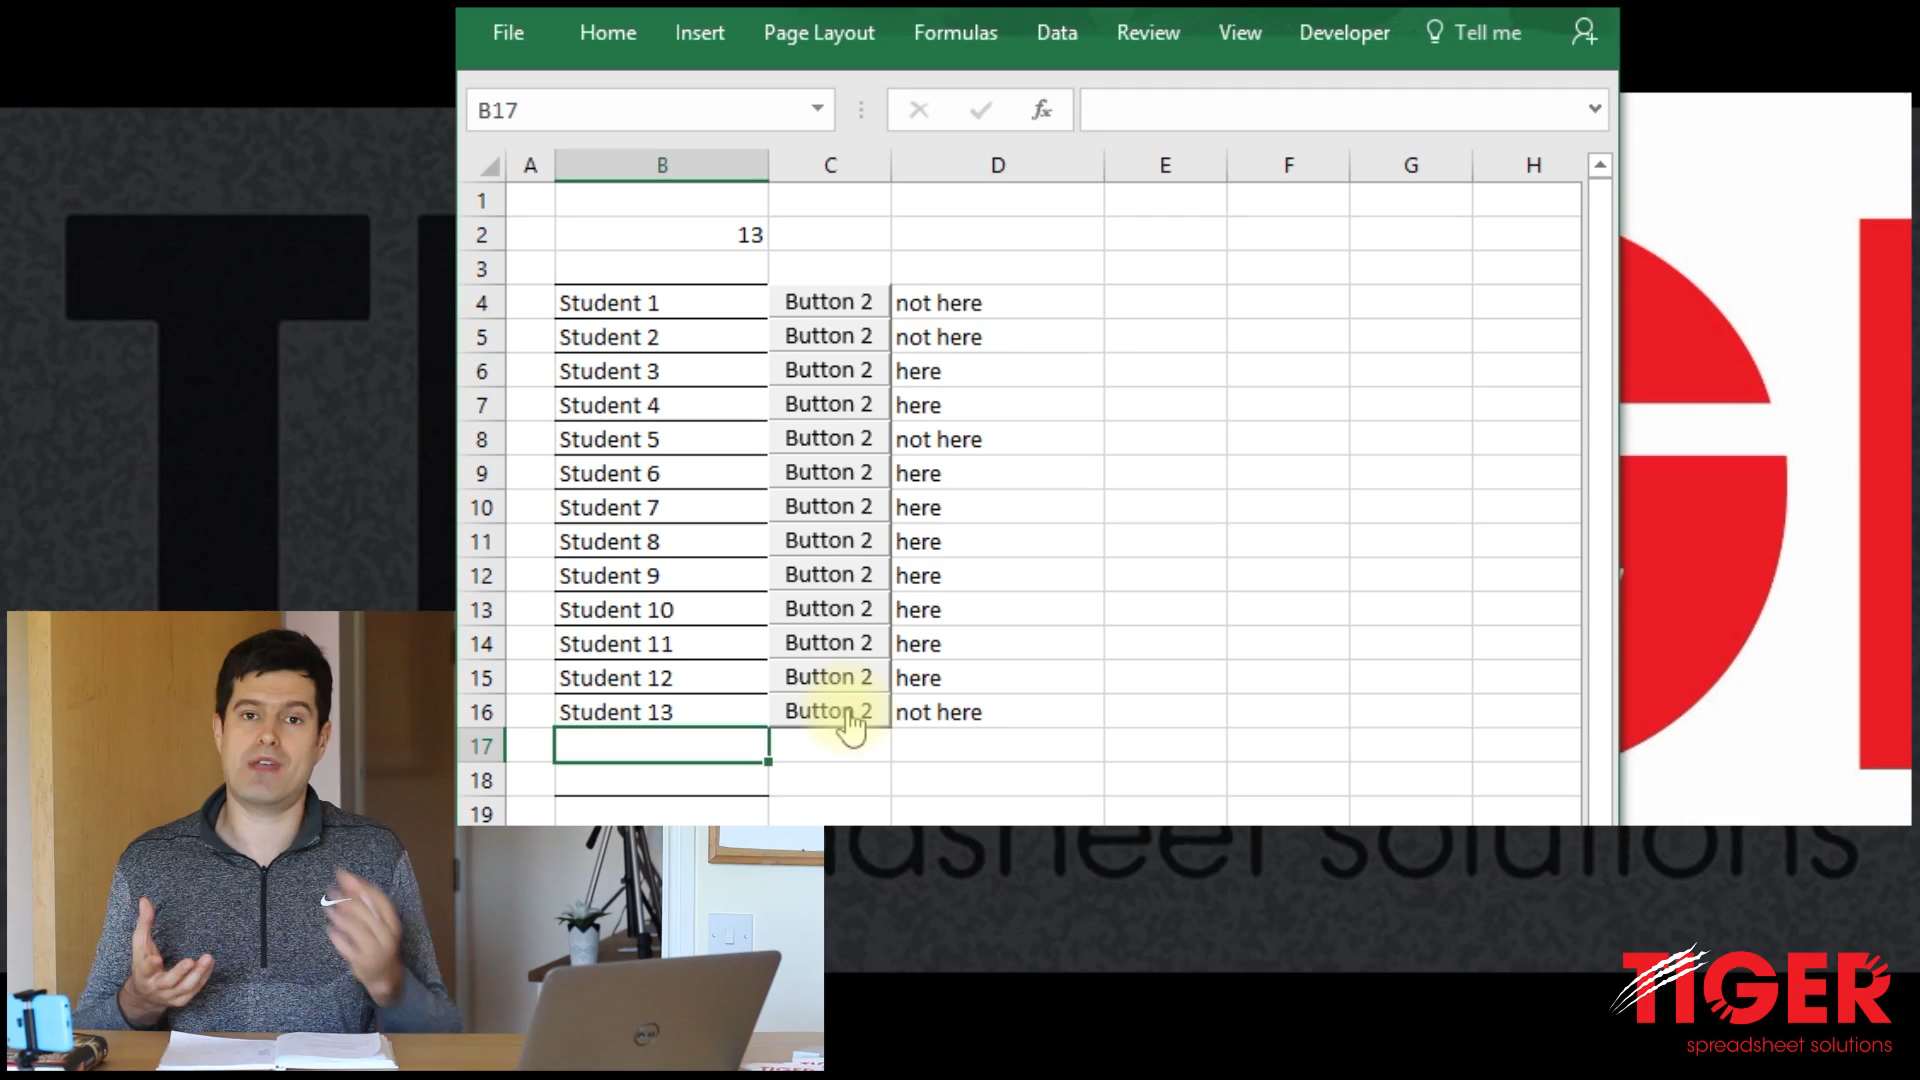 File Home Insert Page Layout Formulas Data Review View Developer Tell me
B17 fx
A B C D E F G H
1
2 13
3
4 Student 1 Button 2 not here
5 Student 2 Button 2 not here
6 Student 3 Button 2 here
7 Student 4 Button 2 here
8 Student 5 Button 2 not here
9 Student 6 Button 2 here
10 Student 7 Button 2 here
11 Student 8 Button 2 here
12 Student 9 Button 2 here
13 Student 10 Button 2 here
14 Student 11 Button 2 here
15 Student 12 Button 2 here
16 Student 13 Button 2 not here
17
18
19
adsheet solutions
TIGER
spreadsheet solutions